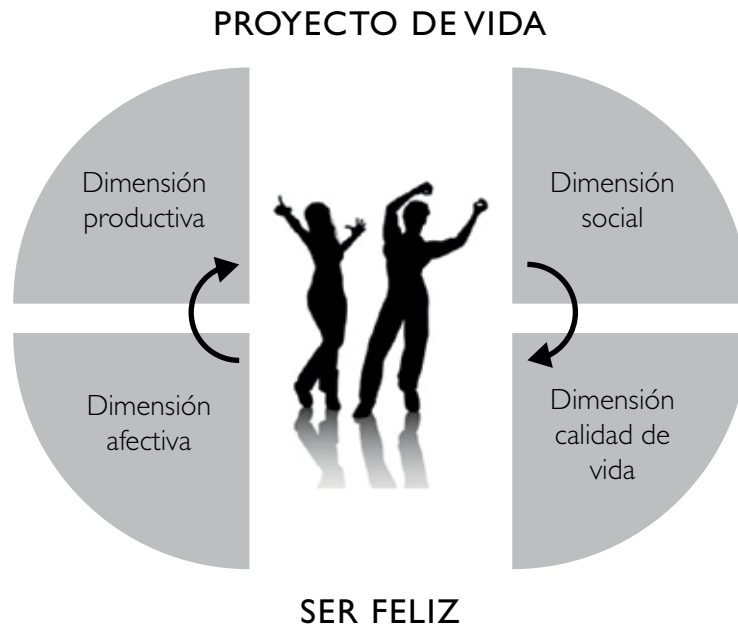 PROYECTO DE VIDA
Dimensión
productiva
Dimensión
social
Dimensión
afectiva
Dimensión
calidad de
vida
SER FELIZ